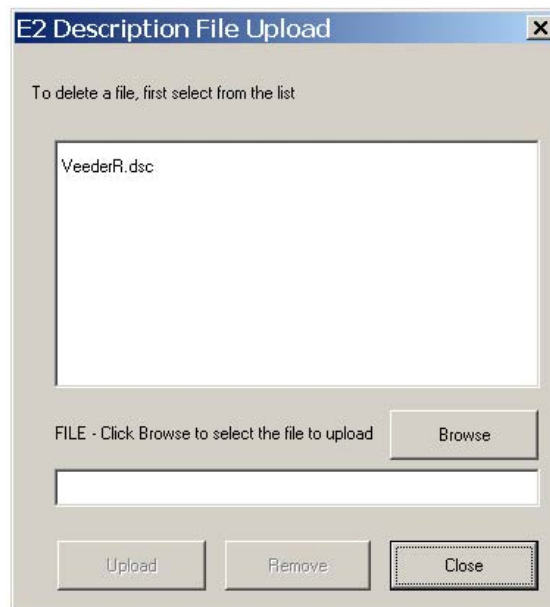 E2 Description File Upload
To delete a file, first select from the list
VeederR.dsc
FILE - Click Browse to select the file to upload
Browse
Upload
Remove
Close